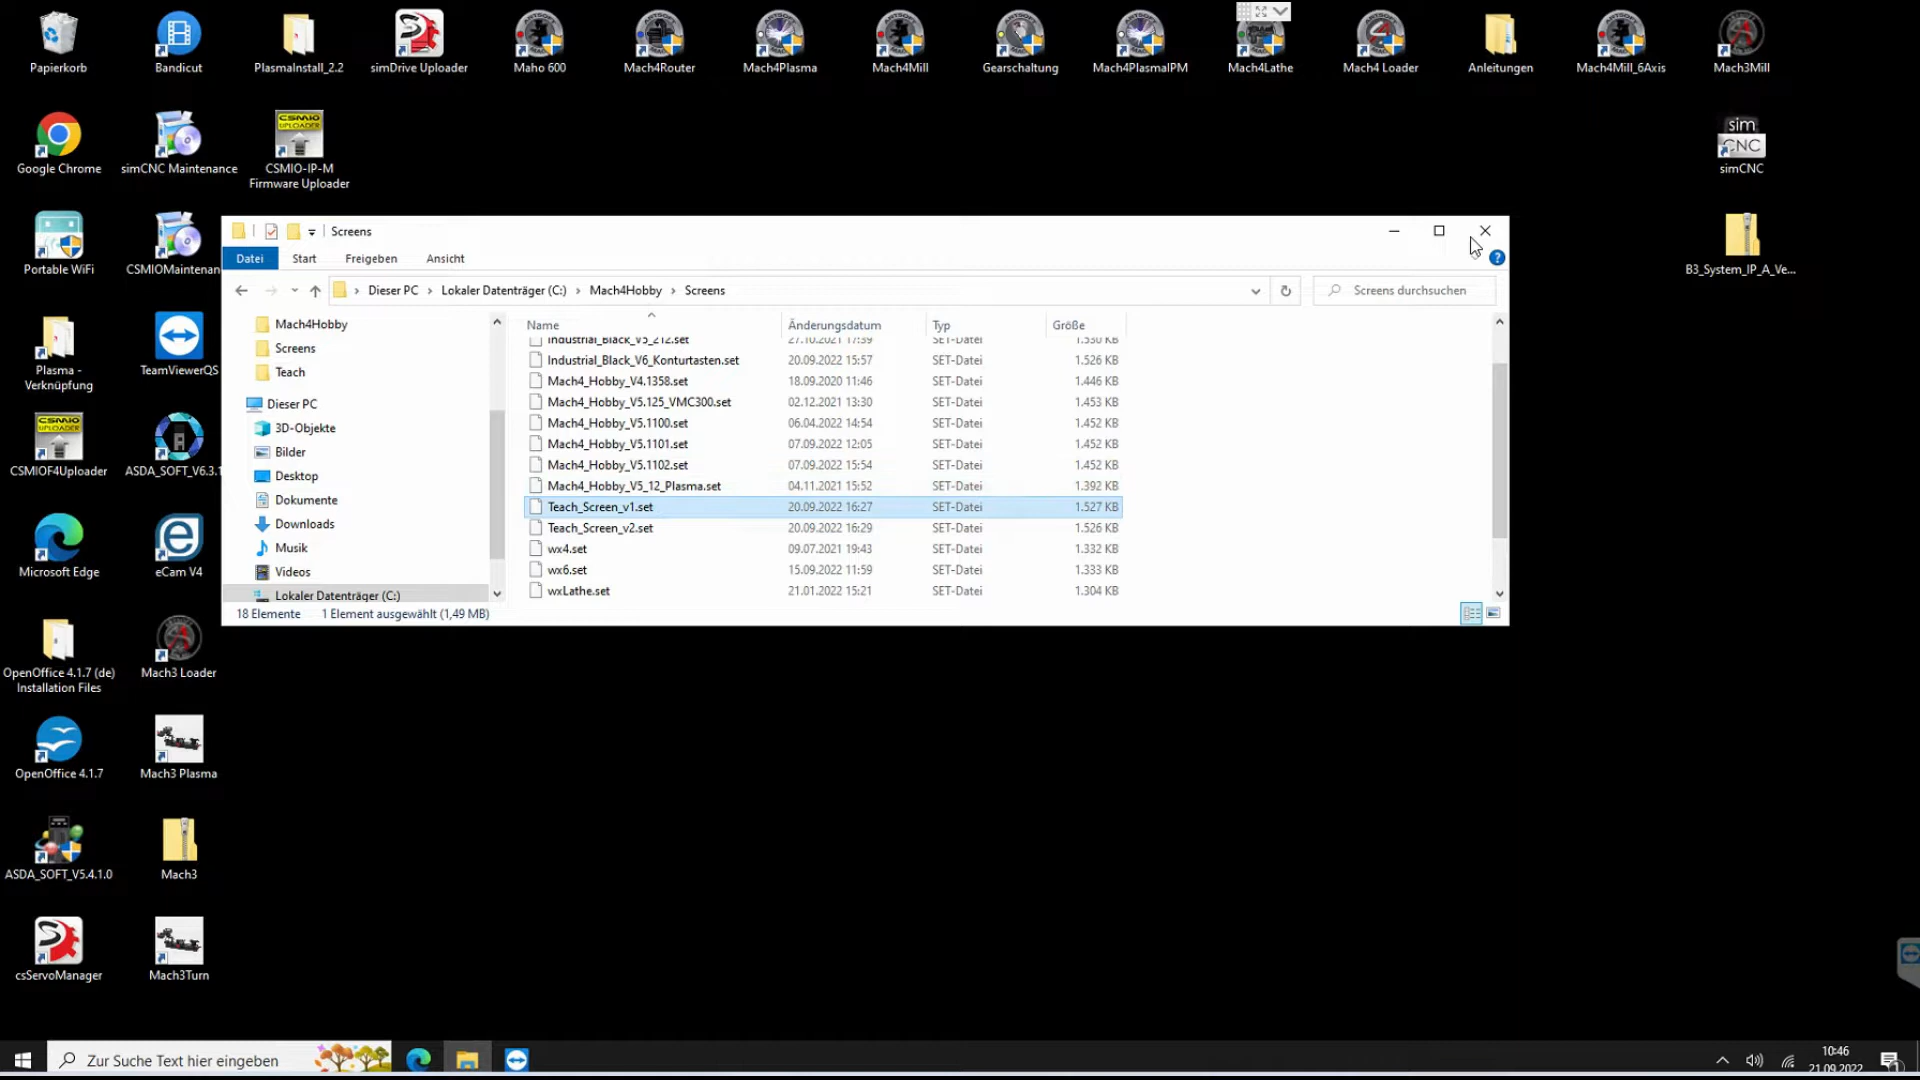 Papierkorb
Bandicut
PlasmaInstall_2.2
simDrive Uploader
Maho 600
Mach4Router
Mach4Plasma
Mach4Mill
Gearschaltung
Mach4PlasmaIPM
Mach4Lathe
Mach4 Loader
Anleitungen
Mach4Mill_6Axis
Mach3Mill
Google Chrome
simCNC Maintenance
CSMIO-IP-M
Firmware Uploader
sim
CNC
simCNC
Portable WiFi
CSMIOMaintenan
B3_System_IP_A_Ve...
Screens
Datei
Start
Freigeben
Ansicht
Dieser PC
Lokaler Datenträger (C:)
Mach4Hobby
Screens
Screens durchsuchen
Name
Änderungsdatum
Typ
Größe
Mach4Hobby
Screens
Teach
Dieser PC
3D-Objekte
Bilder
Desktop
Dokumente
Downloads
Musik
Videos
Lokaler Datenträger (C:)
Industrial_Black_V5_212.set 27.10.2021 17:39 SET-Datei 1.530 KB
Industrial_Black_V6_Konturtasten.set 20.09.2022 15:57 SET-Datei 1.526 KB
Mach4_Hobby_V4.1358.set 18.09.2020 11:46 SET-Datei 1.446 KB
Mach4_Hobby_V5.125_VMC300.set 02.12.2021 13:30 SET-Datei 1.453 KB
Mach4_Hobby_V5.1100.set 06.04.2022 14:54 SET-Datei 1.452 KB
Mach4_Hobby_V5.1101.set 07.09.2022 12:05 SET-Datei 1.452 KB
Mach4_Hobby_V5.1102.set 07.09.2022 15:54 SET-Datei 1.452 KB
Mach4_Hobby_V5_12_Plasma.set 04.11.2021 15:52 SET-Datei 1.392 KB
Teach_Screen_v1.set 20.09.2022 16:27 SET-Datei 1.527 KB
Teach_Screen_v2.set 20.09.2022 16:29 SET-Datei 1.526 KB
wx4.set 09.07.2021 19:43 SET-Datei 1.332 KB
wx6.set 15.09.2022 11:59 SET-Datei 1.333 KB
wxLathe.set 21.01.2022 15:21 SET-Datei 1.304 KB
18 Elemente
1 Element ausgewählt (1,49 MB)
Plasma -
Verknüpfung
TeamViewerQS
CSMIOF4Uploader
ASDA_SOFT_V6.3.1
Microsoft Edge
eCam V4
OpenOffice 4.1.7 (de)
Installation Files
Mach3 Loader
OpenOffice 4.1.7
Mach3 Plasma
ASDA_SOFT_V5.4.1.0
Mach3
csServoManager
Mach3Turn
Zur Suche Text hier eingeben
10:46
21.09.2022